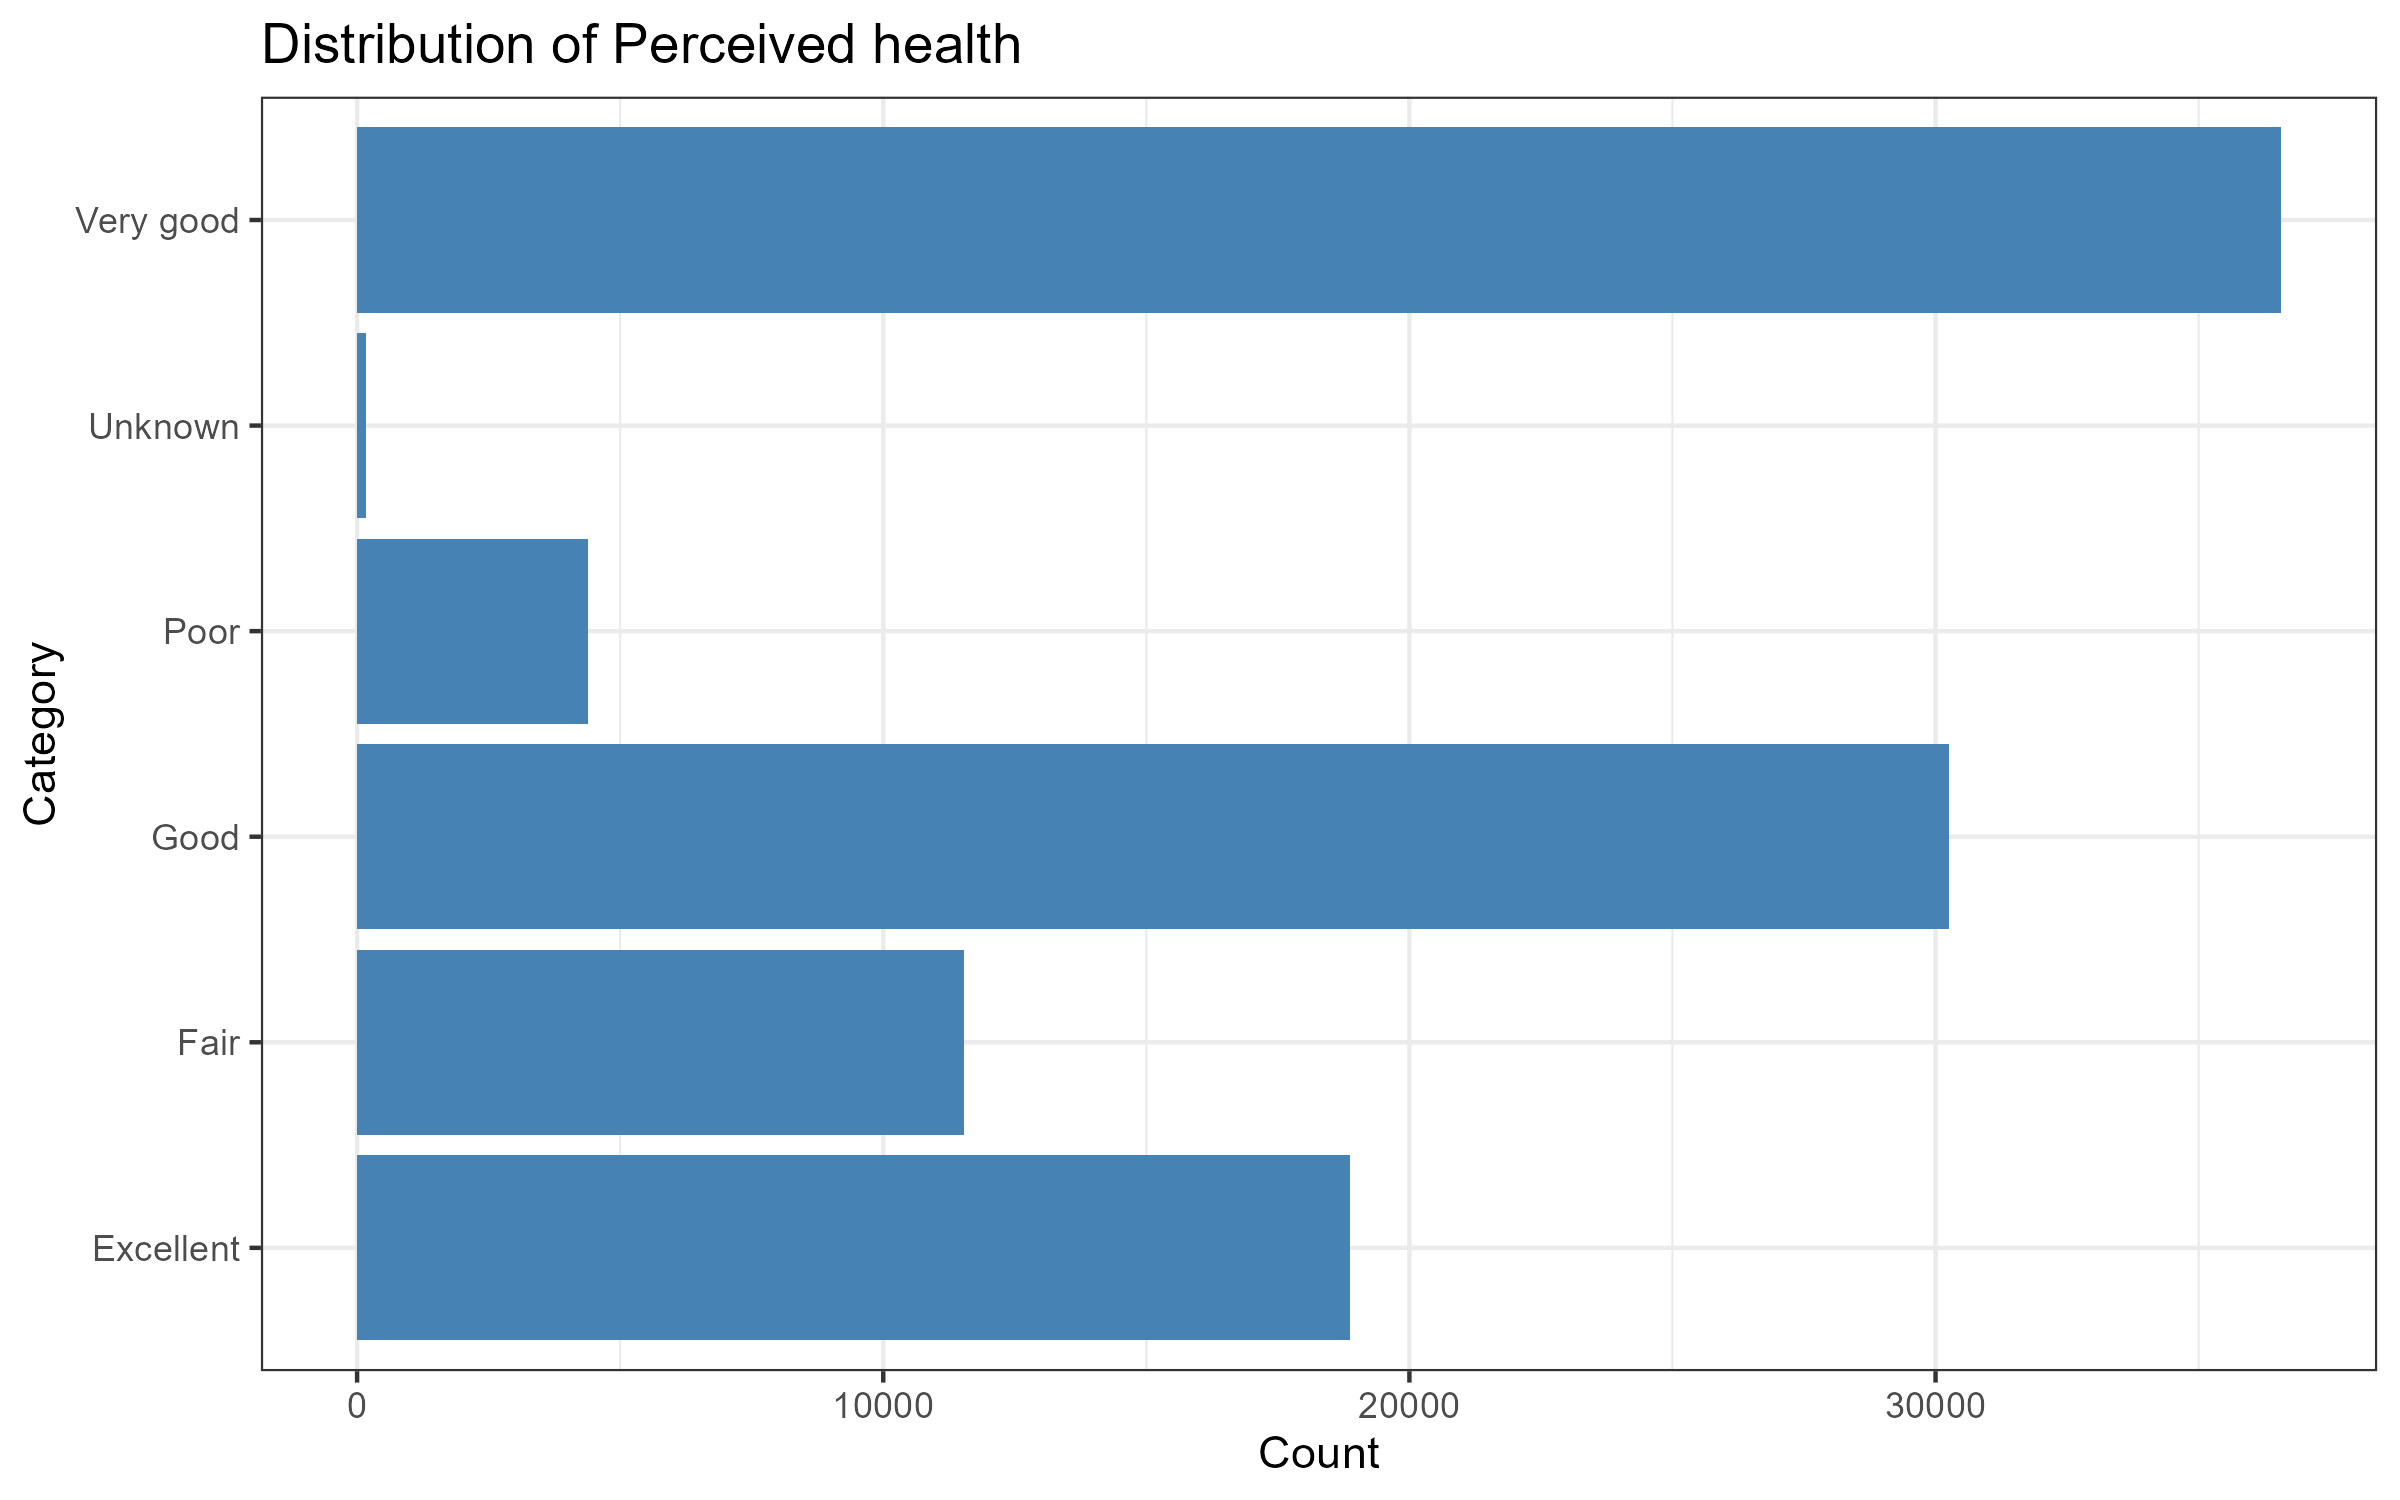 Distribution of Perceived health
Category
Very good
Unknown
Poor
Good
Fair
Excellent
0 10000 20000 30000
Count